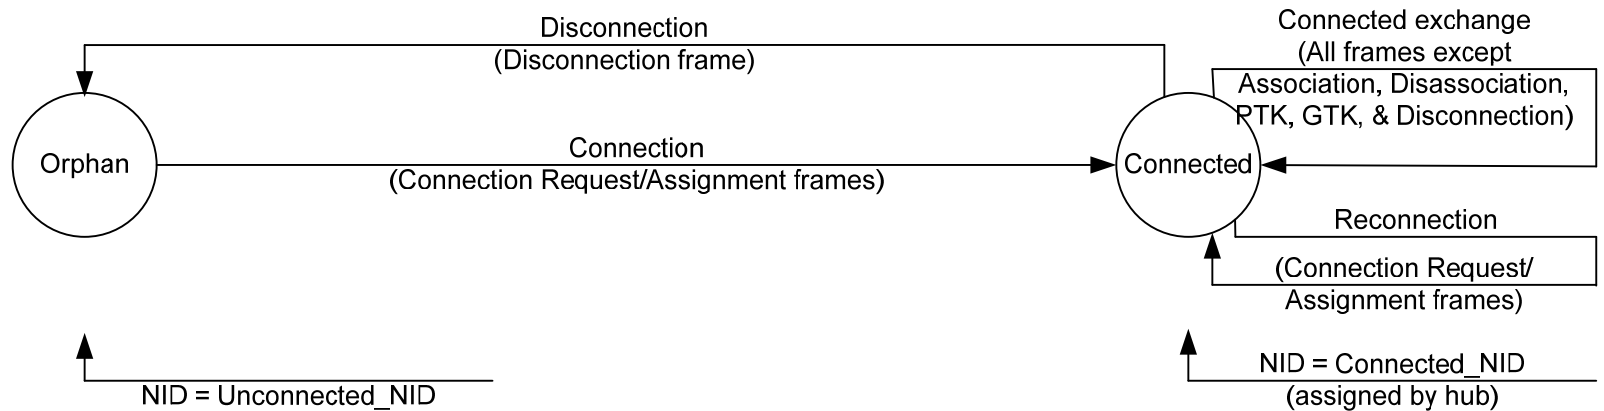 Disconnection
(Disconnection frame)
Connected exchange
(All frames except
Association, Disassociation,
PTK, GTK, & Disconnection)
Orphan
Connection
(Connection Request/Assignment frames)
Connected
Reconnection
(Connection Request/
Assignment frames)
NID = Unconnected_NID
NID = Connected_NID
(assigned by hub)